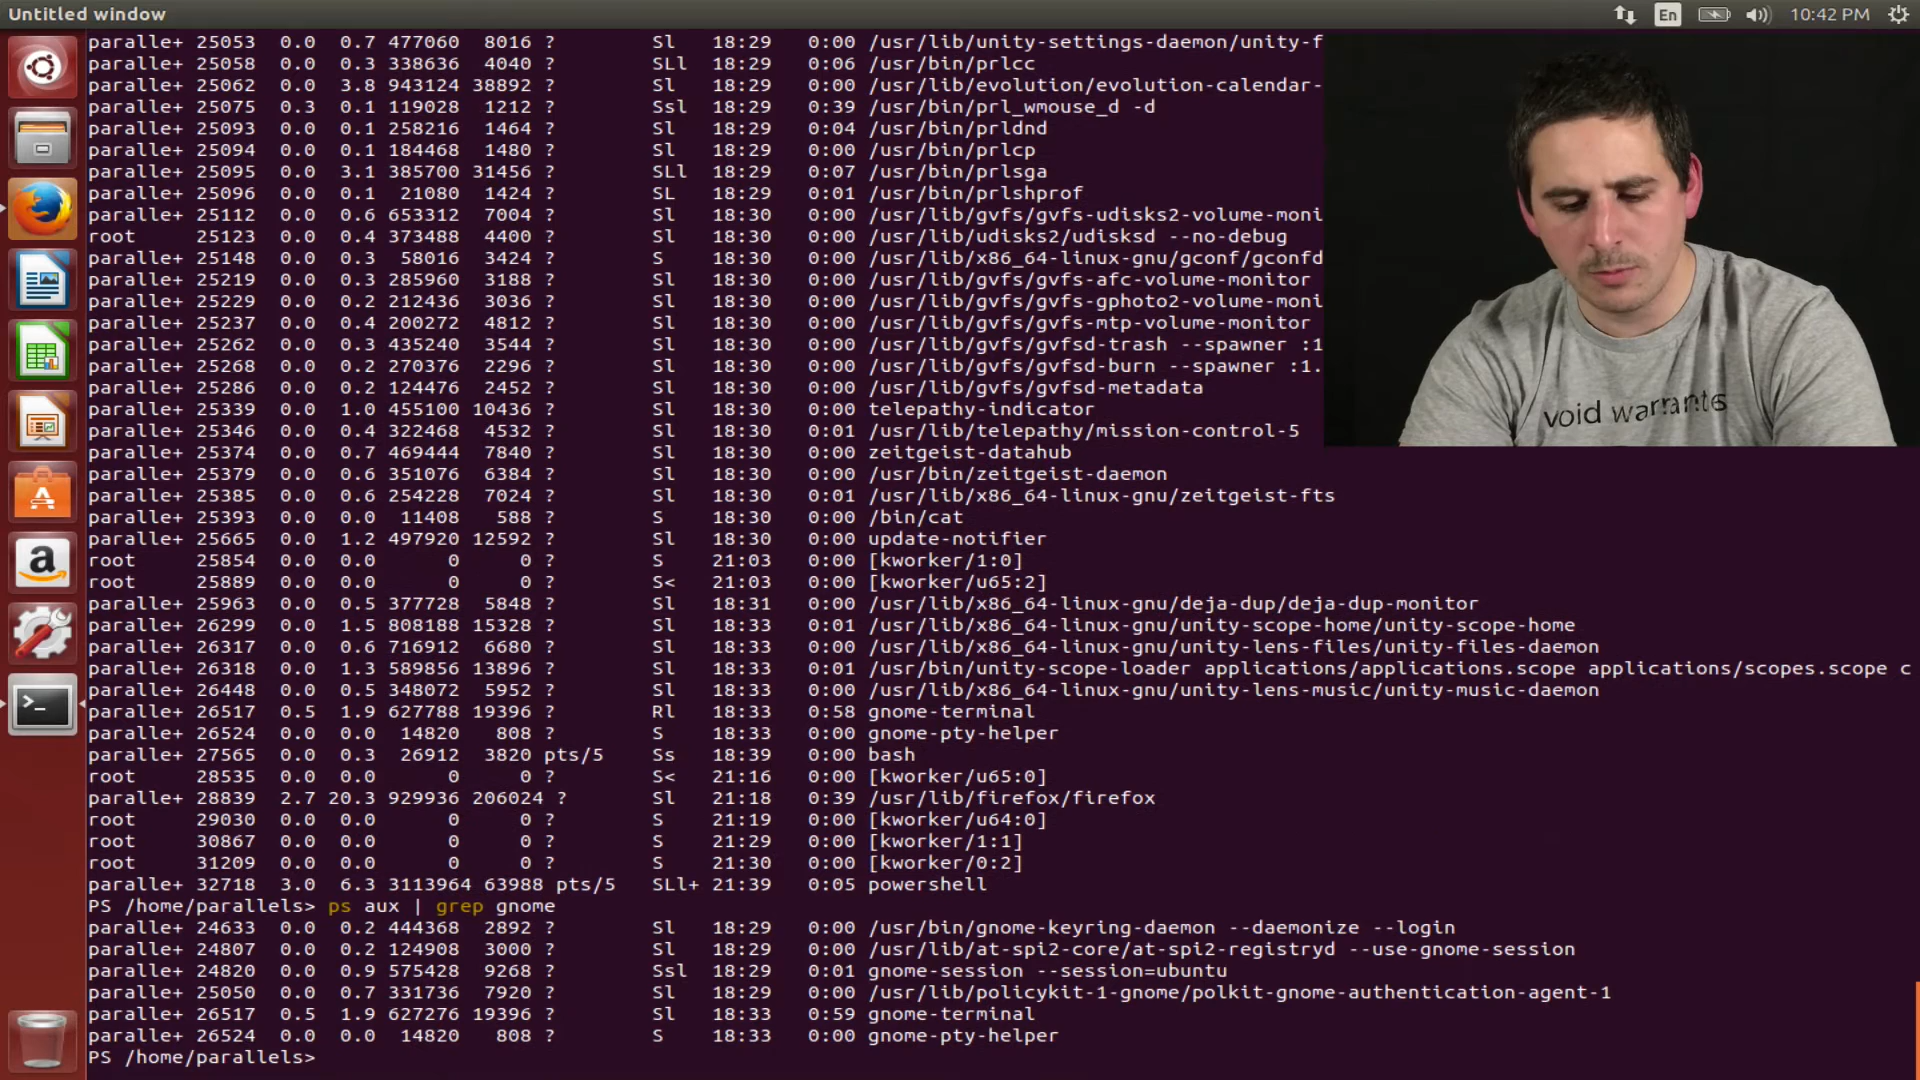 Untitled window
En
10:42 PM
paralle+ 25053 0.0 0.7 477060 8016 ? Sl 18:29 0:00 /usr/lib/unity-settings-daemon/unity-f
paralle+ 25058 0.0 0.3 338636 4040 ? SLl 18:29 0:06 /usr/bin/prlcc
paralle+ 25062 0.0 3.8 943124 38892 ? Sl 18:29 0:00 /usr/lib/evolution/evolution-calendar-
paralle+ 25075 0.3 0.1 119028 1212 ? Ssl 18:29 0:39 /usr/bin/prl_wmouse_d -d
paralle+ 25093 0.0 0.1 258216 1464 ? Sl 18:29 0:04 /usr/bin/prldnd
paralle+ 25094 0.0 0.1 184468 1480 ? Sl 18:29 0:00 /usr/bin/prlcp
paralle+ 25095 0.0 3.1 385700 31456 ? SLl 18:29 0:07 /usr/bin/prlsga
paralle+ 25096 0.0 0.1 21080 1424 ? SL 18:29 0:01 /usr/bin/prlshprof
paralle+ 25112 0.0 0.6 653312 7004 ? Sl 18:30 0:00 /usr/lib/gvfs/gvfs-udisks2-volume-moni
root 25123 0.0 0.4 373488 4400 ? Sl 18:30 0:00 /usr/lib/udisks2/udisksd --no-debug
paralle+ 25148 0.0 0.3 58016 3424 ? S 18:30 0:00 /usr/lib/x86_64-linux-gnu/gconf/gconfd
paralle+ 25219 0.0 0.3 285960 3188 ? Sl 18:30 0:00 /usr/lib/gvfs/gvfs-afc-volume-monitor
paralle+ 25229 0.0 0.2 212436 3036 ? Sl 18:30 0:00 /usr/lib/gvfs/gvfs-gphoto2-volume-moni
paralle+ 25237 0.0 0.4 200272 4812 ? Sl 18:30 0:00 /usr/lib/gvfs/gvfs-mtp-volume-monitor
paralle+ 25262 0.0 0.3 435240 3544 ? Sl 18:30 0:00 /usr/lib/gvfs/gvfsd-trash --spawner :1
paralle+ 25268 0.0 0.2 270376 2296 ? Sl 18:30 0:00 /usr/lib/gvfs/gvfsd-burn --spawner :1.
paralle+ 25286 0.0 0.2 124476 2452 ? Sl 18:30 0:00 /usr/lib/gvfs/gvfsd-metadata
paralle+ 25339 0.0 1.0 455100 10436 ? Sl 18:30 0:00 telepathy-indicator
paralle+ 25346 0.0 0.4 322468 4532 ? Sl 18:30 0:01 /usr/lib/telepathy/mission-control-5
paralle+ 25374 0.0 0.7 469444 7840 ? Sl 18:30 0:00 zeitgeist-datahub
paralle+ 25379 0.0 0.6 351076 6384 ? Sl 18:30 0:00 /usr/bin/zeitgeist-daemon
paralle+ 25385 0.0 0.6 254228 7024 ? Sl 18:30 0:01 /usr/lib/x86_64-linux-gnu/zeitgeist-fts
paralle+ 25393 0.0 0.0 11408 588 ? S 18:30 0:00 /bin/cat
paralle+ 25665 0.0 1.2 497920 12592 ? Sl 18:30 0:00 update-notifier
root 25854 0.0 0.0 0 0 ? S 21:03 0:00 [kworker/1:0]
root 25889 0.0 0.0 0 0 ? S< 21:03 0:00 [kworker/u65:2]
paralle+ 25963 0.0 0.5 377728 5848 ? Sl 18:31 0:00 /usr/lib/x86_64-linux-gnu/deja-dup/deja-dup-monitor
paralle+ 26299 0.0 1.5 808188 15328 ? Sl 18:33 0:01 /usr/lib/x86_64-linux-gnu/unity-scope-home/unity-scope-home
paralle+ 26317 0.0 0.6 716912 6680 ? Sl 18:33 0:00 /usr/lib/x86_64-linux-gnu/unity-lens-files/unity-files-daemon
paralle+ 26318 0.0 1.3 589856 13896 ? Sl 18:33 0:01 /usr/bin/unity-scope-loader applications/applications.scope applications/scopes.scope c
paralle+ 26448 0.0 0.5 348072 5952 ? Sl 18:33 0:00 /usr/lib/x86_64-linux-gnu/unity-lens-music/unity-music-daemon
paralle+ 26517 0.5 1.9 627788 19396 ? Rl 18:33 0:58 gnome-terminal
paralle+ 26524 0.0 0.0 14820 808 ? S 18:33 0:00 gnome-pty-helper
paralle+ 27565 0.0 0.3 26912 3820 pts/5 Ss 18:39 0:00 bash
root 28535 0.0 0.0 0 0 ? S< 21:16 0:00 [kworker/u65:0]
paralle+ 28839 2.7 20.3 929936 206024 ? Sl 21:18 0:39 /usr/lib/firefox/firefox
root 29030 0.0 0.0 0 0 ? S 21:19 0:00 [kworker/u64:0]
root 30867 0.0 0.0 0 0 ? S 21:29 0:00 [kworker/1:1]
root 31209 0.0 0.0 0 0 ? S 21:30 0:00 [kworker/0:2]
paralle+ 32718 3.0 6.3 3113964 63988 pts/5 SLl+ 21:39 0:05 powershell
PS /home/parallels> ps aux | grep gnome
paralle+ 24633 0.0 0.2 444368 2892 ? Sl 18:29 0:00 /usr/bin/gnome-keyring-daemon --daemonize --login
paralle+ 24807 0.0 0.2 124908 3000 ? Sl 18:29 0:00 /usr/lib/at-spi2-core/at-spi2-registryd --use-gnome-session
paralle+ 24820 0.0 0.9 575428 9268 ? Ssl 18:29 0:01 gnome-session --session=ubuntu
paralle+ 25050 0.0 0.7 331736 7920 ? Sl 18:29 0:00 /usr/lib/policykit-1-gnome/polkit-gnome-authentication-agent-1
paralle+ 26517 0.5 1.9 627276 19396 ? Sl 18:33 0:59 gnome-terminal
paralle+ 26524 0.0 0.0 14820 808 ? S 18:33 0:00 gnome-pty-helper
PS /home/parallels>
void warrants